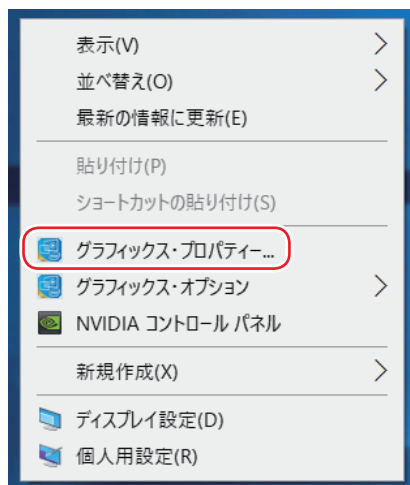 表示(V)
並べ替え(O)
最新の情報に更新(E)
貼り付け(P)
ショートカットの貼り付け(S)
グラフィックス・プロパティー...
グラフィックス・オプション
NVIDIA コントロール パネル
新規作成(X)
ディスプレイ設定(D)
個人用設定(R)